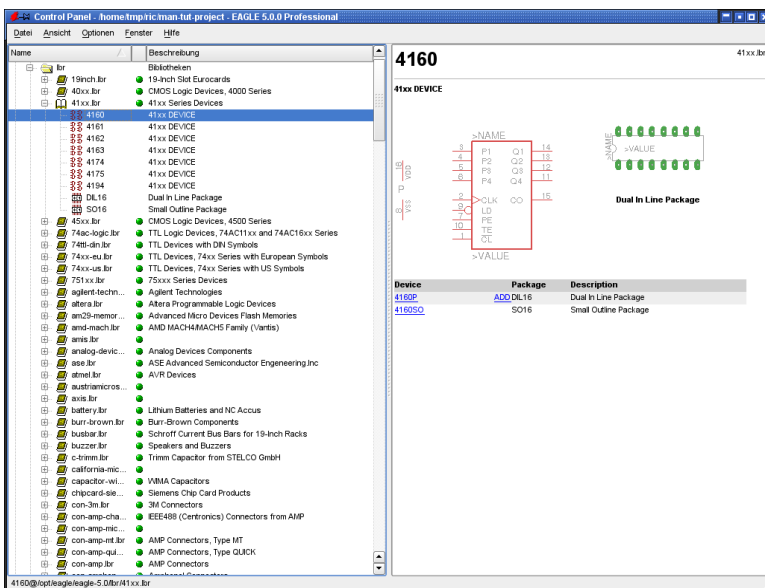 Control Panel - /home/tmp/ric/man-tut-project - EAGLE 5.0.0 Professional
Datei Ansicht Optionen Fenster Hilfe
Name Beschreibung
lbr Bibliotheken
19inch.lbr 19-Inch Slot Eurocards
40xx.lbr CMOS Logic Devices, 4000 Series
41xx.lbr 41xx Series Devices
4160 41xx DEVICE
4161 41xx DEVICE
4162 41xx DEVICE
4163 41xx DEVICE
4174 41xx DEVICE
4175 41xx DEVICE
4194 41xx DEVICE
DIL16 Dual In Line Package
SO16 Small Outline Package
45xx.lbr CMOS Logic Devices, 4500 Series
74ac-logic.lbr TTL Logic Devices, 74AC11xx and 74AC16xx Series
74ttl-din.lbr TTL Devices with DIN Symbols
74xx-eu.lbr TTL Devices, 74xx Series with European Symbols
74xx-us.lbr TTL Devices, 74xx Series with US Symbols
751xx.lbr 75xxx Series Devices
agilent-techn... Agilent Technologies
altera.lbr Altera Programmable Logic Devices
am29-memor... Advanced Micro Devices Flash Memories
amd-mach.lbr AMD MACH4/MACH5 Family (Vantis)
amis.lbr
analog-devic... Analog Devices Components
ase.lbr ASE Advanced Semiconductor Engeneering.Inc
atmel.lbr AVR Devices
austriamicros...
axis.lbr
battery.lbr Lithium Batteries and NC Accus
burr-brown.lbr Burr-Brown Components
busbar.lbr Schroff Current Bus Bars for 19-Inch Racks
buzzer.lbr Speakers and Buzzers
c-trimm.lbr Trimm Capacitor from STELCO GmbH
california-mic...
capacitor-wi... WIMA Capacitors
chipcard-sie... Siemens Chip Card Products
con-3m.lbr 3M Connectors
con-amp-cha... IEEE488 (Centronics) Connectors from AMP
con-amp-mic...
con-amp-mt.lbr AMP Connectors, Type MT
con-amp-qui... AMP Connectors, Type QUICK
con-amp.lbr AMP Connectors
4160@/opt/eagle/eagle-5.0/lbr/41xx.lbr
4160 41xx.lbr
41xx DEVICE
>NAME
3 P1 Q1 14
4 P2 Q2 13
5 P3 Q3 12
6 P4 Q4 11
2 CLK CO 15
9 LD
7 PE
10 TE
1 CL
>VALUE
16 VDD
P
8 VSS
>NAME
>VALUE
Dual In Line Package
Device Package Description
4160P ADD DIL16 Dual In Line Package
4160SO SO16 Small Outline Package